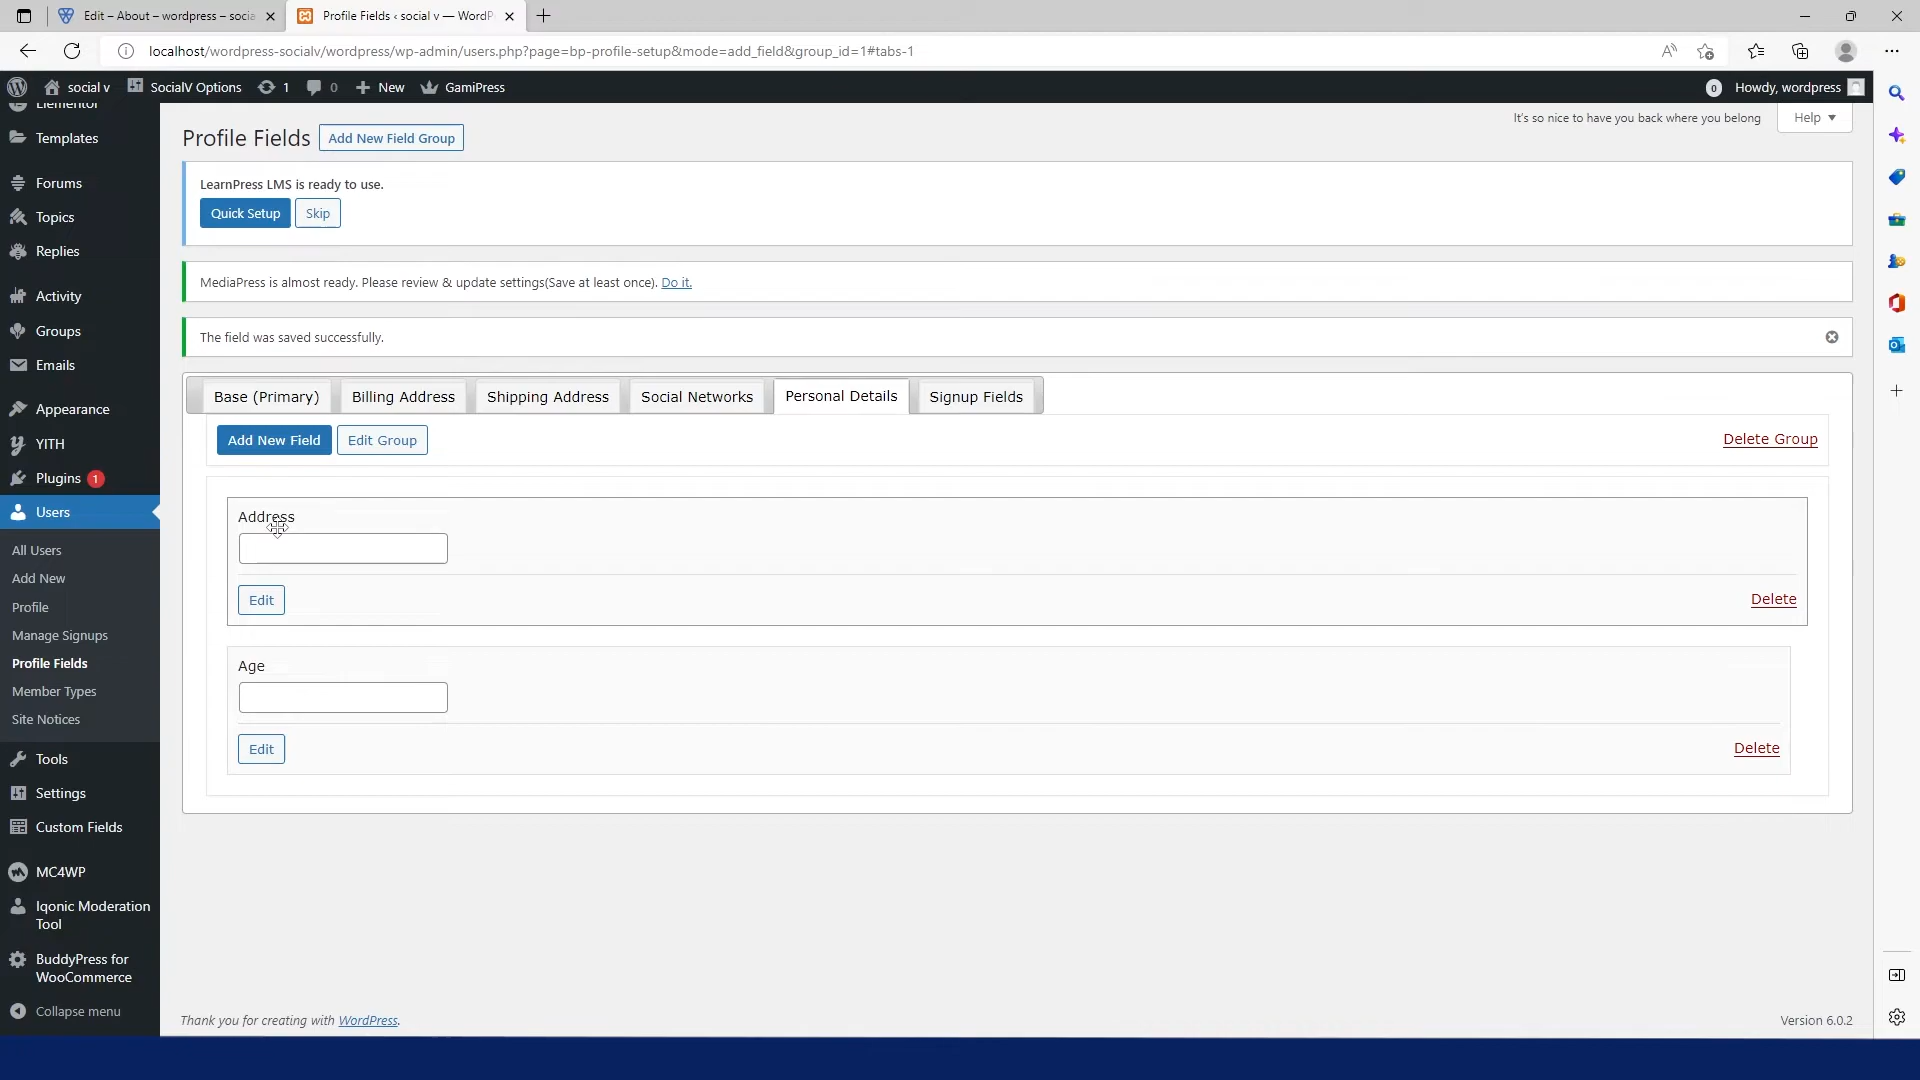 Edit – About – wordpress – socia
Profile Fields ‹ social v — WordP
localhost/wordpress-socialv/wordpress/wp-admin/users.php?page=bp-profile-setup&mode=add_field&group_id=1#tabs-1
social v
SocialV Options
1
0
New
GamiPress
0
Howdy, wordpress
Elementor
Templates
Forums
Topics
Replies
Activity
Groups
Emails
Appearance
YITH
Plugins 1
Users
All Users
Add New
Profile
Manage Signups
Profile Fields
Member Types
Site Notices
Tools
Settings
Custom Fields
MC4WP
Iqonic Moderation
Tool
BuddyPress for
WooCommerce
Collapse menu
It's so nice to have you back where you belong
Help
Profile Fields
Add New Field Group
LearnPress LMS is ready to use.
Quick Setup
Skip
MediaPress is almost ready. Please review & update settings(Save at least once). Do it.
The field was saved successfully.
Base (Primary)
Billing Address
Shipping Address
Social Networks
Personal Details
Signup Fields
Add New Field
Edit Group
Delete Group
Address
Edit
Delete
Age
Edit
Delete
Thank you for creating with WordPress.
Version 6.0.2